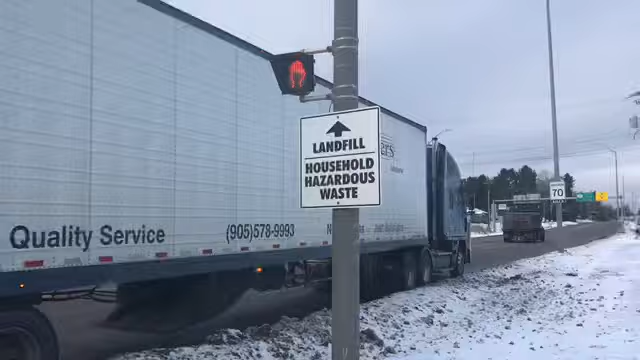 LANDFILL
HOUSEHOLD
HAZARDOUS
WASTE
Quality Service
(905)578-9993
70